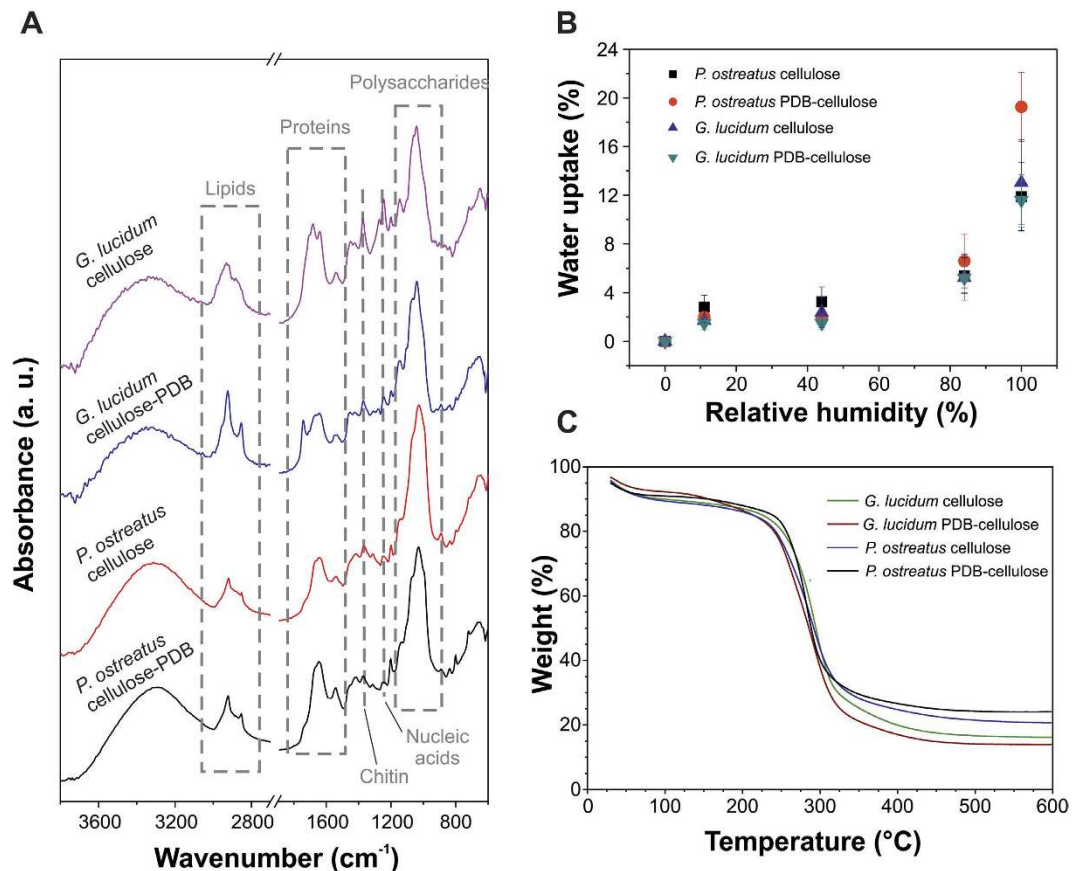 A
//
Polysaccharides
Proteins
Lipids
G. lucidum
cellulose
G. lucidum
cellulose-PDB
P. ostreatus
cellulose
P. ostreatus
cellulose-PDB
Nucleic
acids
Chitin
Absorbance (a. u.)
//
3600 2800 1600 1200 800
Wavenumber (cm-1)
B
24
20
16
12
8
4
0
P. ostreatus cellulose
P. ostreatus PDB-cellulose
G. lucidum cellulose
G. lucidum PDB-cellulose
Water uptake (%)
0 20 40 60 80 100
Relative humidity (%)
C
100
80
60
40
20
0
G. lucidum cellulose
G. lucidum PDB-cellulose
P. ostreatus cellulose
P. ostreatus PDB-cellulose
Weight (%)
0 100 200 300 400 500 600
Temperature (°C)